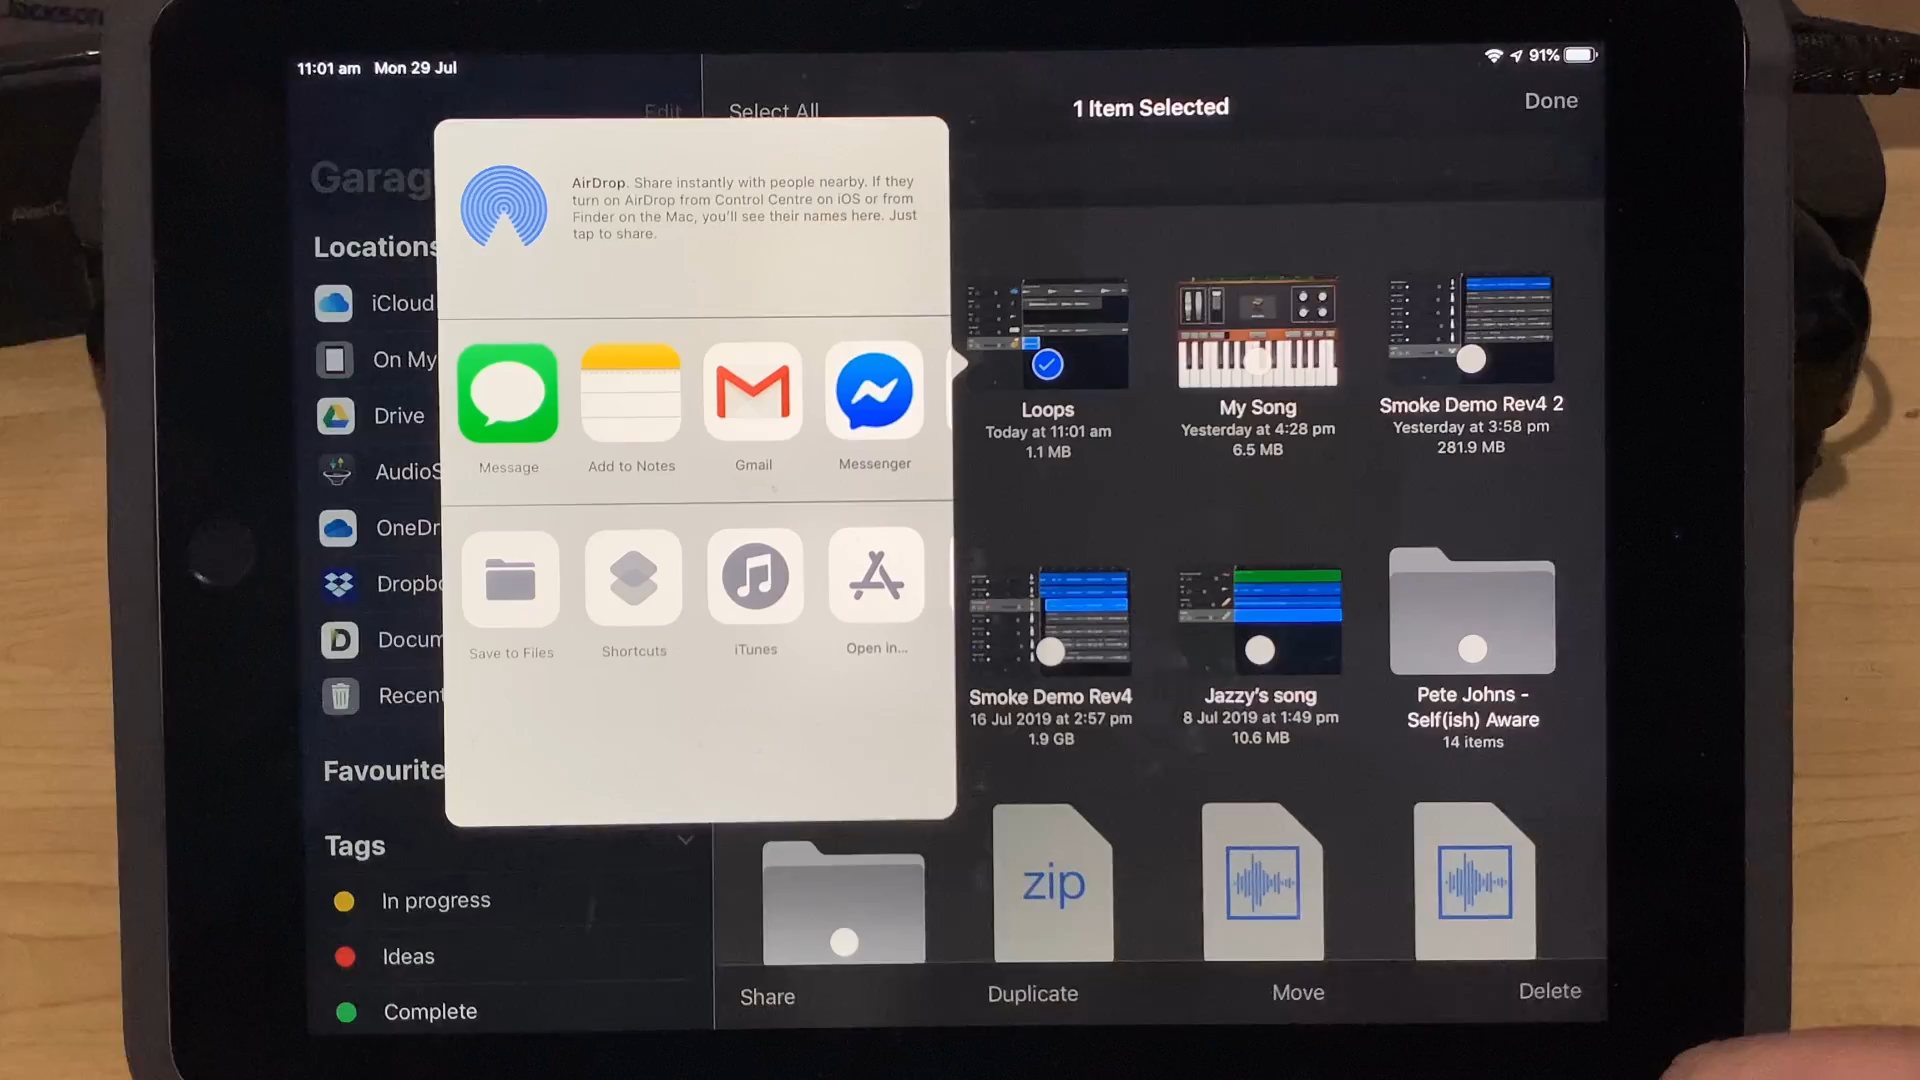 Jackson
11:01 am Mon 29 Jul
91%
Edit
Select All
1 Item Selected
Done
Garag
Locations
iCloud
On My
Drive
AudioS
OneDr
Dropbo
Docum
Recent
Favourite
Tags
In progress
Ideas
Complete
AirDrop. Share instantly with people nearby. If they
turn on AirDrop from Control Centre on iOS or from
Finder on the Mac, you'll see their names here. Just
tap to share.
Message
Add to Notes
Gmail
Messenger
Save to Files
Shortcuts
iTunes
Open in...
Loops
Today at 11:01 am
1.1 MB
My Song
Yesterday at 4:28 pm
6.5 MB
Smoke Demo Rev4 2
Yesterday at 3:58 pm
281.9 MB
Smoke Demo Rev4
16 Jul 2019 at 2:57 pm
1.9 GB
Jazzy's song
8 Jul 2019 at 1:49 pm
10.6 MB
Pete Johns -
Self(ish) Aware
14 items
zip
Share
Duplicate
Move
Delete